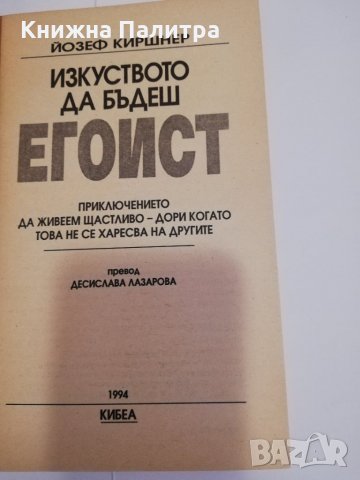 Книжна Палитра
ЙОЗЕФ КИРШНЕР
ИЗКУСТВОТО
ДА БЪДЕШ
ЕГОИСТ
ПРИКЛЮЧЕНИЕТО
ДА ЖИВЕЕМ ЩАСТЛИВО – ДОРИ КОГАТО
ТОВА НЕ СЕ ХАРЕСВА НА ДРУГИТЕ
превод
ДЕСИСЛАВА ЛАЗАРОВА
1994
КИБЕА
BAZAR